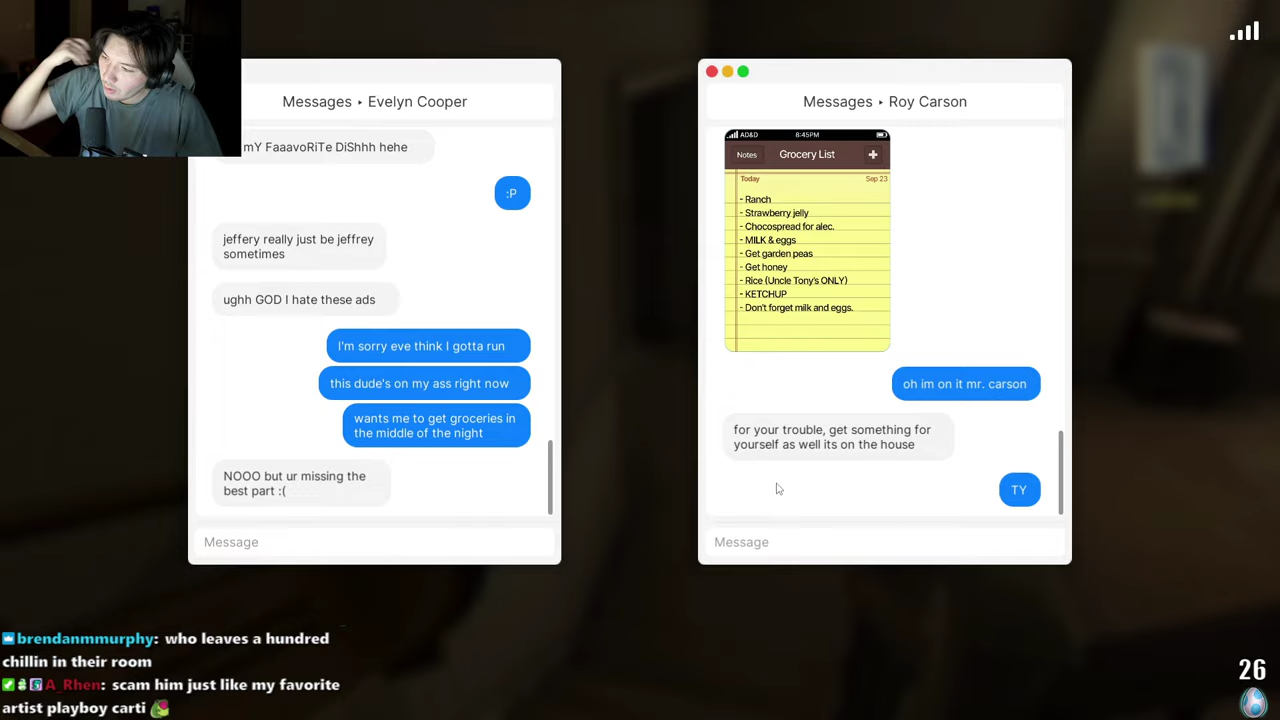 Messages ▸ Evelyn Cooper
mY FaaavoRiTe DiShhh hehe
:P
jeffery really just be jeffrey
sometimes
ughh GOD I hate these ads
I'm sorry eve think I gotta run
this dude's on my ass right now
wants me to get groceries in
the middle of the night
NOOO but ur missing the
best part :(
Message
Messages ▸ Roy Carson
AD&D 8:45PM
Notes Grocery List +
Today Sep 23
- Ranch
- Strawberry jelly
- Chocospread for alec.
- MILK & eggs
- Get garden peas
- Get honey
- Rice (Uncle Tony's ONLY)
- KETCHUP
- Don't forget milk and eggs.
oh im on it mr. carson
for your trouble, get something for
yourself as well its on the house
TY
Message
brendanmmurphy: who leaves a hundred
chillin in their room
A_Rhen: scam him just like my favorite
artist playboy carti
26